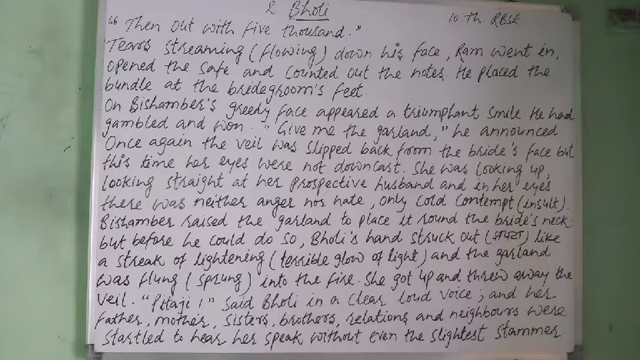 2 Bholi 10 Th RBSE
"Then out with five thousand."
Tears streaming (flowing) down his face, Ram went in,
opened the safe and counted out the notes. He placed the
bundle at the bridegroom's feet.
On Bishamber's greedy face appeared a triumphant smile. He had
gambled and won. "Give me the garland," he announced.
Once again the veil was slipped back from the bride's face but
this time her eyes were not downcast. She was looking up,
looking straight at her prospective husband and in her eyes
there was neither anger nor hate, only cold contempt (insult).
Bishamber raised the garland to place it round the bride's neck;
but before he could do so, Bholi's hand struck out () like
a streak of lightening (terrible glow of light) and the garland
was flung (sprung) into the fire. She got up and threw away the
veil. "Pitaji!" said Bholi in a clear loud voice; and her
father, mother, sisters, brothers, relations and neighbours were
startled to hear her speak without even the slightest stammer